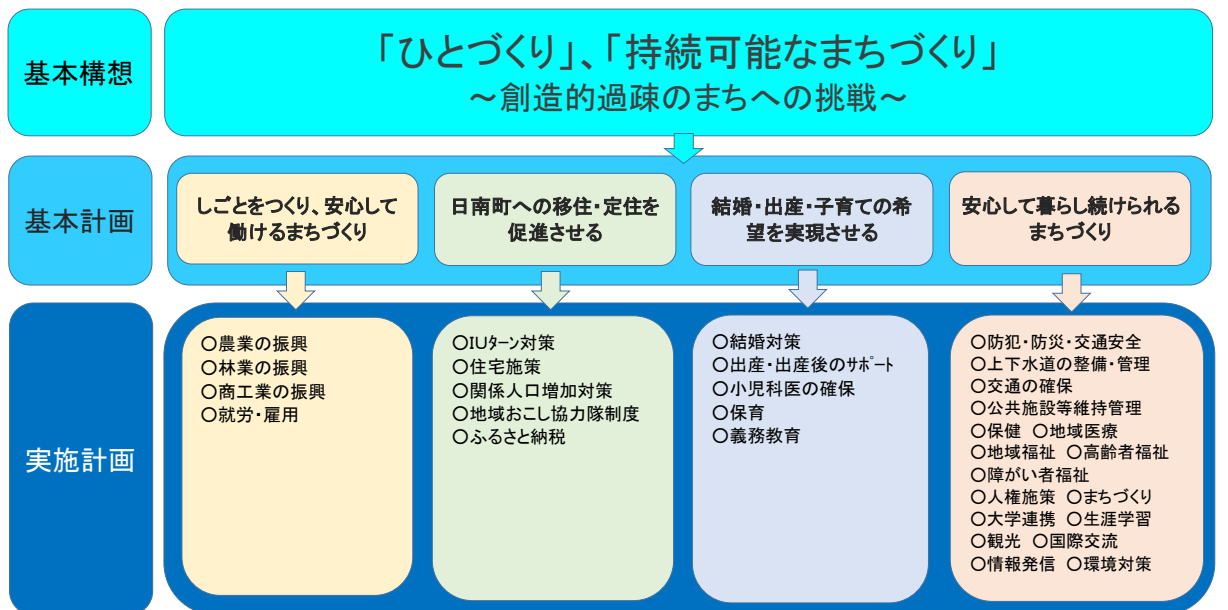 基本構想
「ひとづくり」、「持続可能なまちづくり」
～創造的過疎のまちへの挑戦～
基本計画
しごとをつくり、安心して
働けるまちづくり
日南町への移住・定住を
促進させる
結婚・出産・子育ての希
望を実現させる
安心して暮らし続けられる
まちづくり
実施計画
○農業の振興
○林業の振興
○商工業の振興
○就労・雇用
○IUターン対策
○住宅施策
○関係人口増加対策
○地域おこし協力隊制度
○ふるさと納税
○結婚対策
○出産・出産後のサポート
○小児科医の確保
○保育
○義務教育
○防犯・防災・交通安全
○上下水道の整備・管理
○交通の確保
○公共施設等維持管理
○保健 ○地域医療
○地域福祉 ○高齢者福祉
○障がい者福祉
○人権施策 ○まちづくり
○大学連携 ○生涯学習
○観光 ○国際交流
○情報発信 ○環境対策